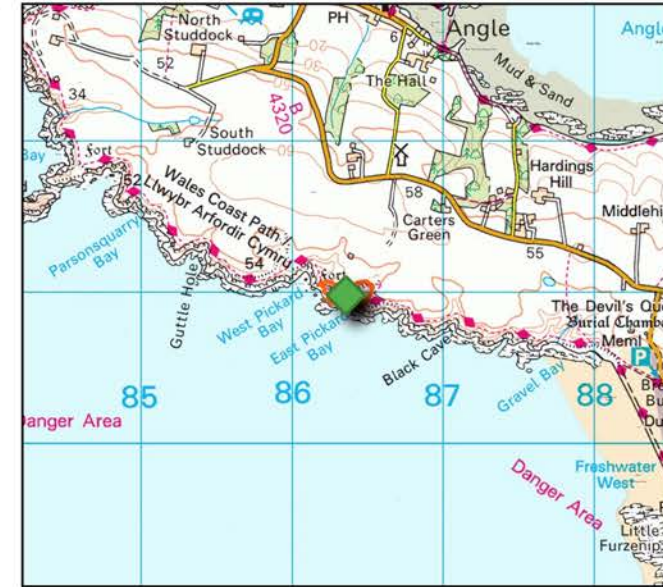 North
Studdock
PH
6
Angle
Angle
52
The Hall
Mud & Sand
B
4320
34
South
Studdock
Bay
Fort
Hardings
Hill
52
Wales Coast Path /
Llwybr Arfordir Cymru
58
Middlehi
Carters
Green
Parsonsquarry
Bay
54
55
Fort
Guttle Hole
West Pickard
Bay
East Pickard
Bay
The Devil's Quo
Burial Chambe
Meml
Black Cave
Gravel Bay
P
85
86
87
88
Danger Area
Danger Area
Freshwater
West
Little
Furzenip